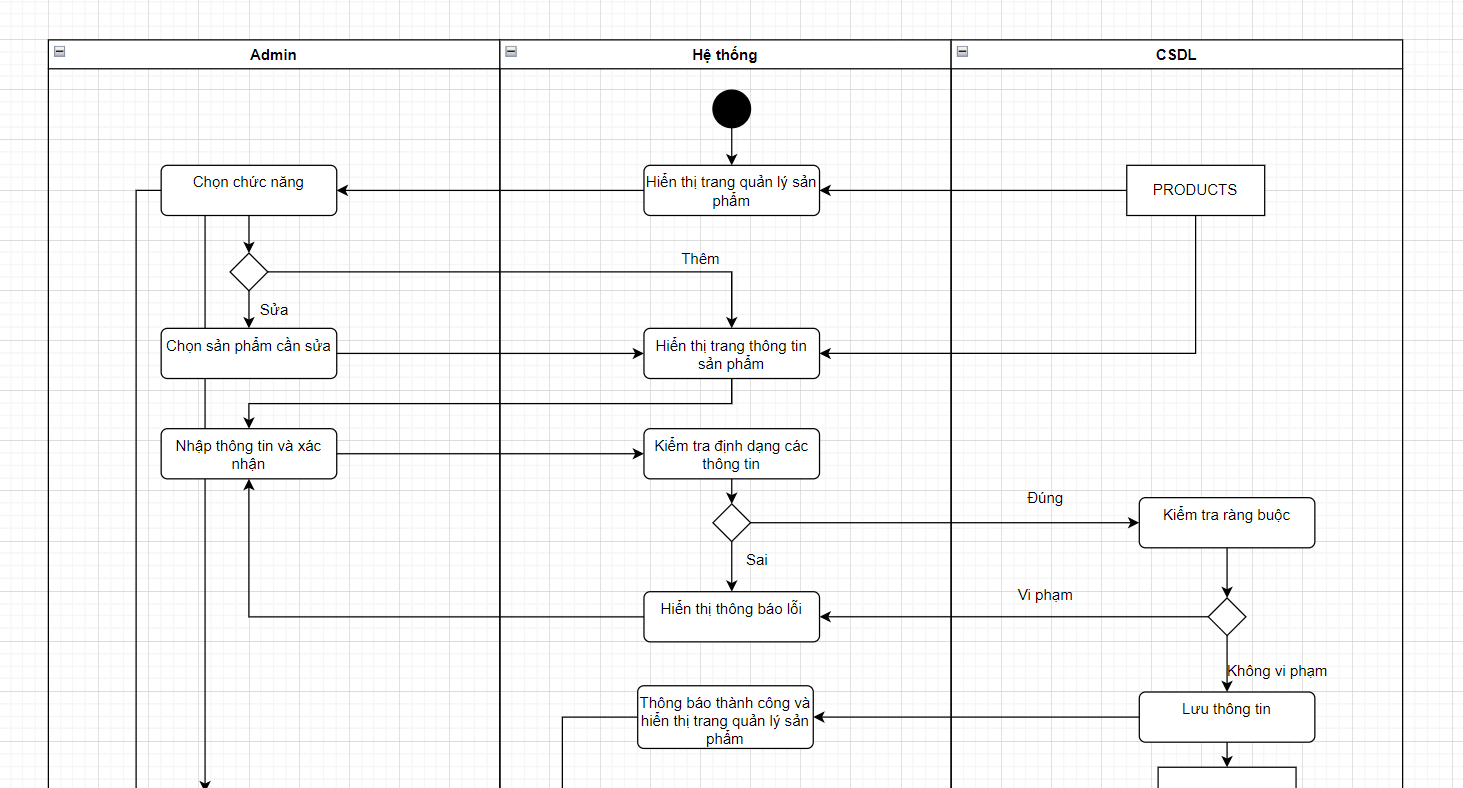 Admin
Hệ thống
CSDL
Chọn chức năng
Hiển thị trang quản lý sản
phẩm
PRODUCTS
Thêm
Sửa
Chọn sản phẩm cần sửa
Hiển thị trang thông tin
sản phẩm
Nhập thông tin và xác
nhận
Kiểm tra định dạng các
thông tin
Đúng
Kiểm tra ràng buộc
Sai
Vi phạm
Hiển thị thông báo lỗi
Không vi phạm
Thông báo thành công và
hiển thị trang quản lý sản
phẩm
Lưu thông tin